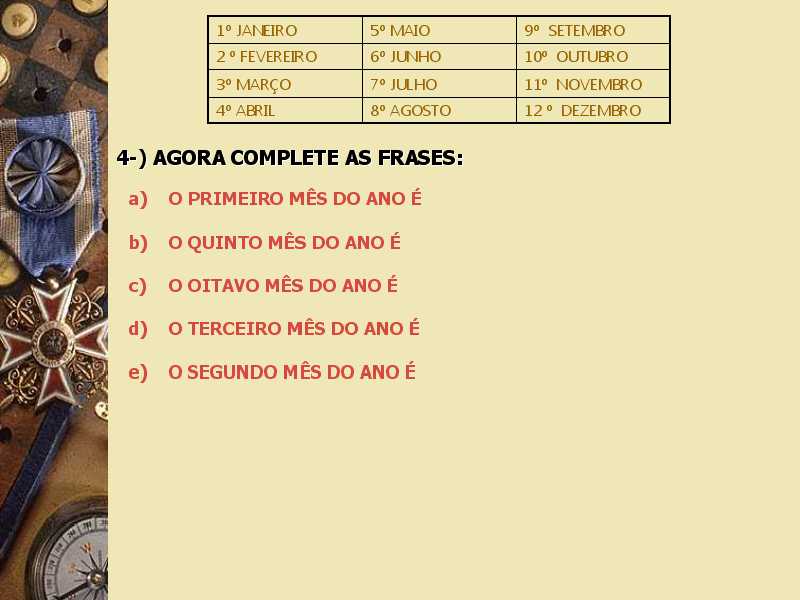 1º JANEIRO 5º MAIO 9º SETEMBRO
2 º FEVEREIRO 6º JUNHO 10º OUTUBRO
3º MARÇO 7º JULHO 11º NOVEMBRO
4º ABRIL 8º AGOSTO 12 º DEZEMBRO
4-) AGORA COMPLETE AS FRASES:
a) O PRIMEIRO MÊS DO ANO É
b) O QUINTO MÊS DO ANO É
c) O OITAVO MÊS DO ANO É
d) O TERCEIRO MÊS DO ANO É
e) O SEGUNDO MÊS DO ANO É